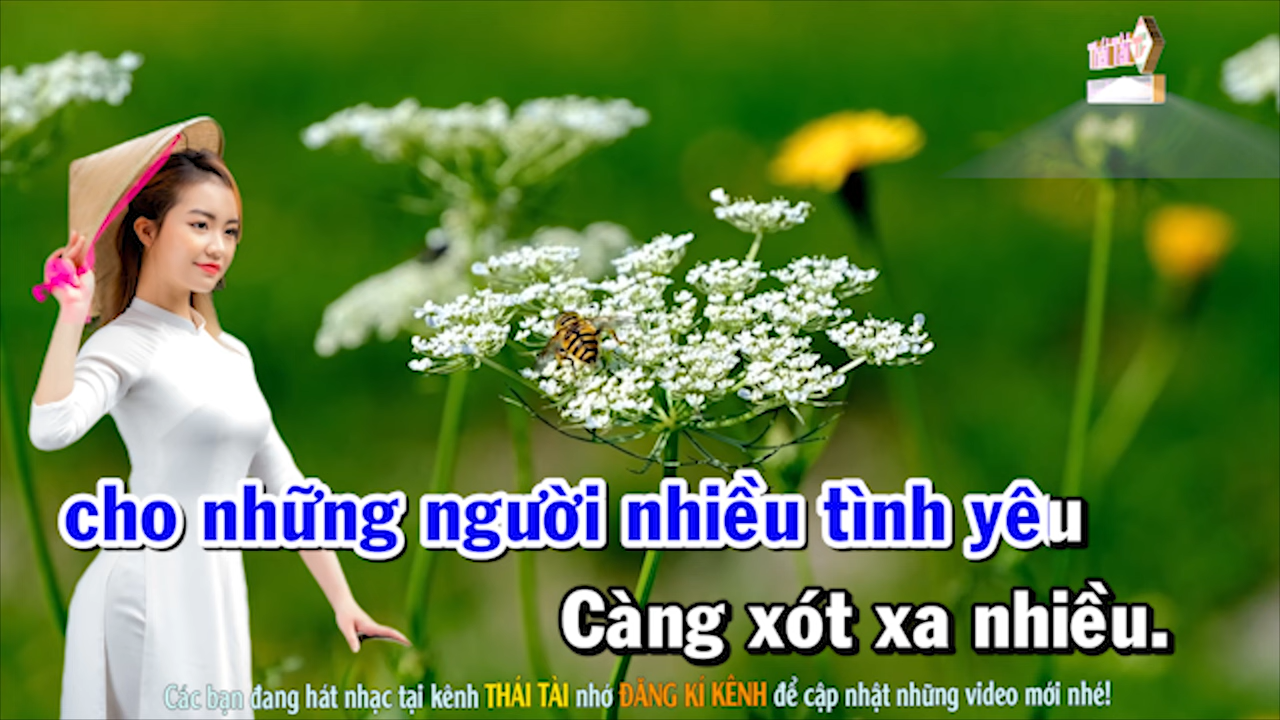 cho những người nhiều tình yêu
Càng xót xa nhiều.
Các bạn đang hát nhạc tại kênh THÁI TÀI nhớ ĐĂNG KÍ KÊNH để cập nhật những video mới nhé!